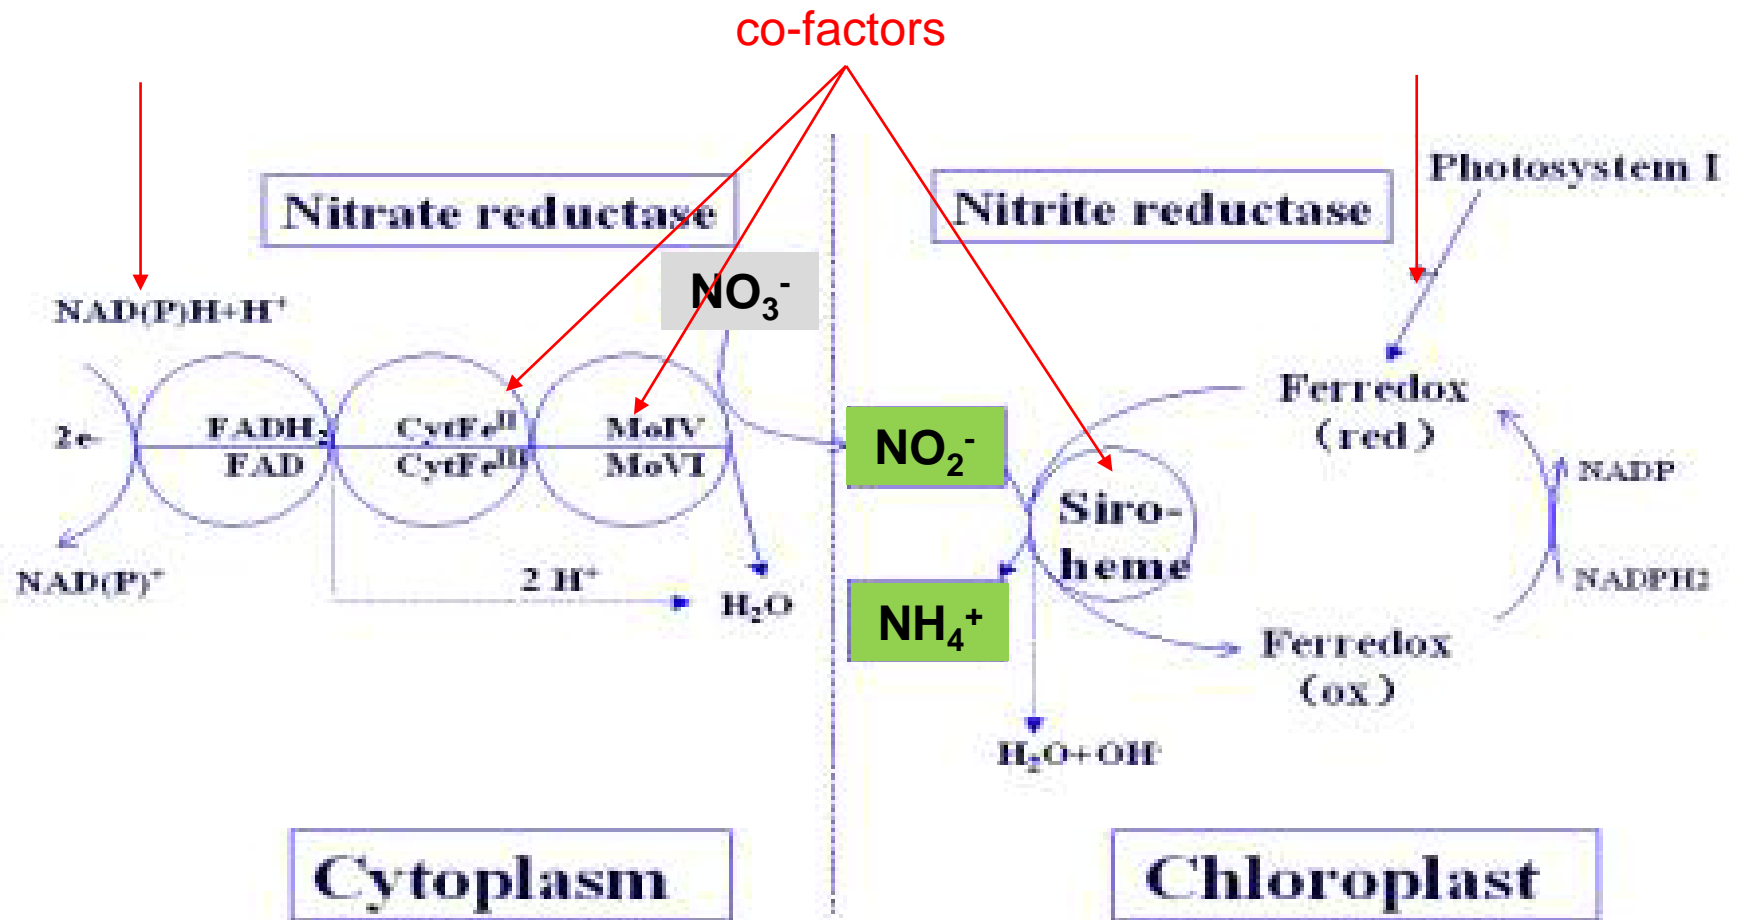 co-factors
Photosystem I
Nitrate reductase
Nitrite reductase
NO₃⁻
NAD(P)H+H⁺
Ferredox
(red)
2e-
FADH₂
FAD
CytFeᴵᴵ
CytFeᴵᴵᴵ
MoIV
MoVI
NO₂⁻
NADP
Siro-
heme
NAD(P)⁺
2 H⁺
H₂O
NADPH2
NH₄⁺
Ferredox
(ox)
H₂O+OH
Cytoplasm
Chloroplast